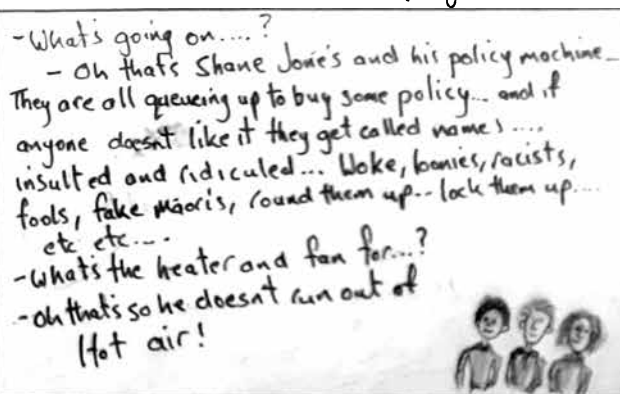 -What's going on....?
- Oh that's Shane Jone's and his policy machine_
They are all queueing up to buy some policy... and if
anyone doesn't like it they get called names....
insulted and ridiculed... Woke, loonies, racists,
fools, fake Māoris, round them up.. lock them up....
etc etc....
-what's the heater and fan for...?
-oh that's so he doesn't run out of
Hot air!